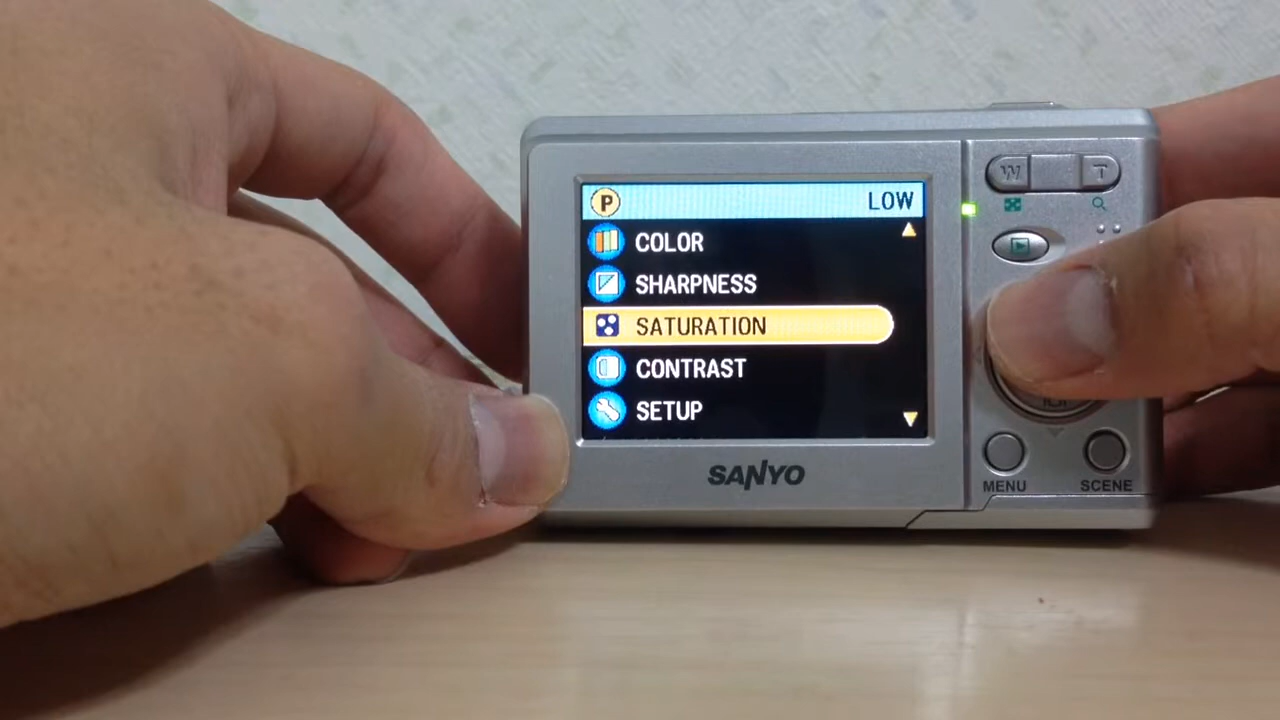 P LOW
COLOR
SHARPNESS
SATURATION
CONTRAST
SETUP
SANYO
W T
MENU SCENE